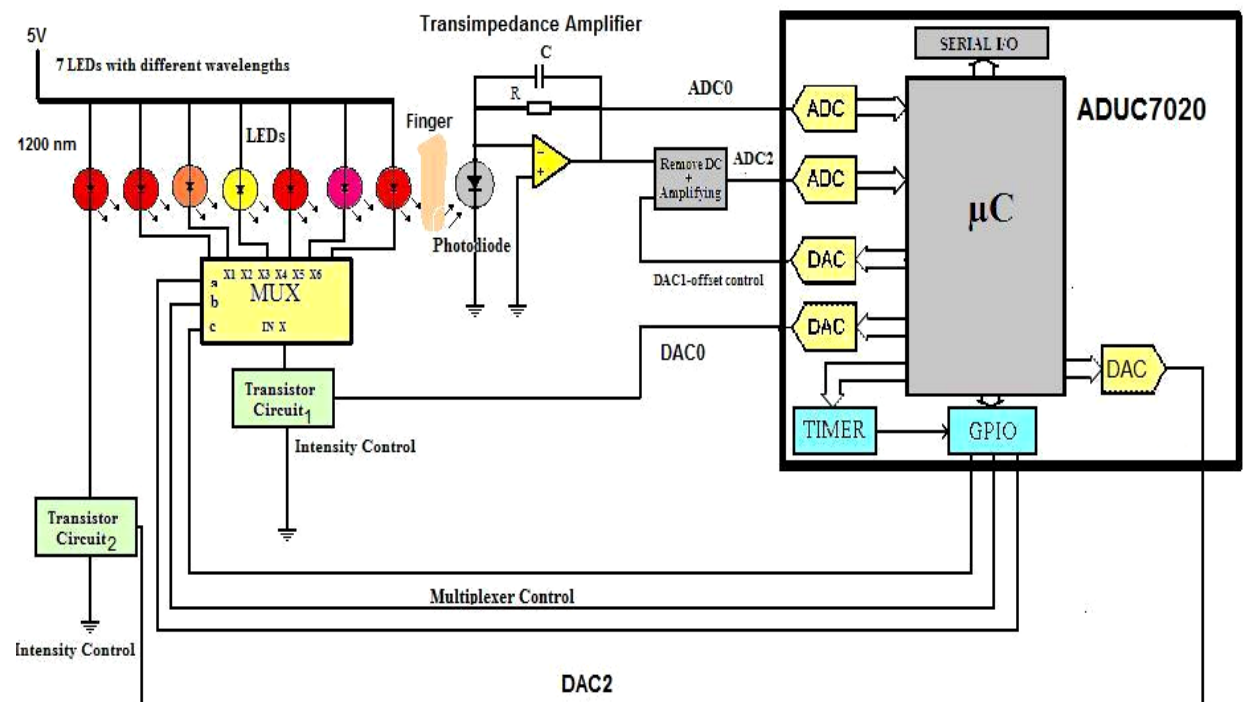 Transimpedance Amplifier
5V
7 LEDs with different wavelengths
C
R
ADC0
SERIAL I/O
ADC
ADUC7020
1200 nm
LEDs
Finger
−
+
Remove DC
+
Amplifying
ADC2
ADC
µC
Photodiode
DAC
DAC1-offset control
X1 X2 X3 X4 X5 X6
a
MUX
b
c
IN X
DAC
DAC0
DAC
Transistor
Circuit1
TIMER
GPIO
Intensity Control
Transistor
Circuit2
Multiplexer Control
Intensity Control
DAC2